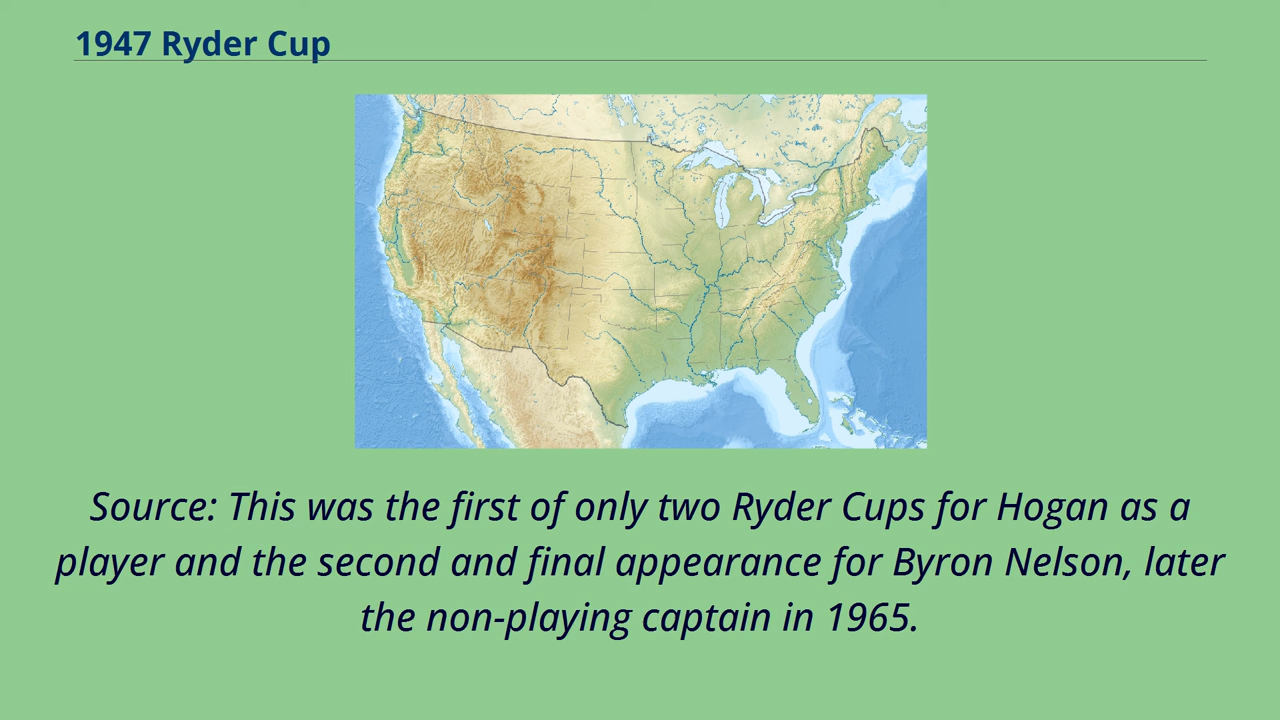 1947 Ryder Cup
Source: This was the first of only two Ryder Cups for Hogan as a
player and the second and final appearance for Byron Nelson, later
the non-playing captain in 1965.